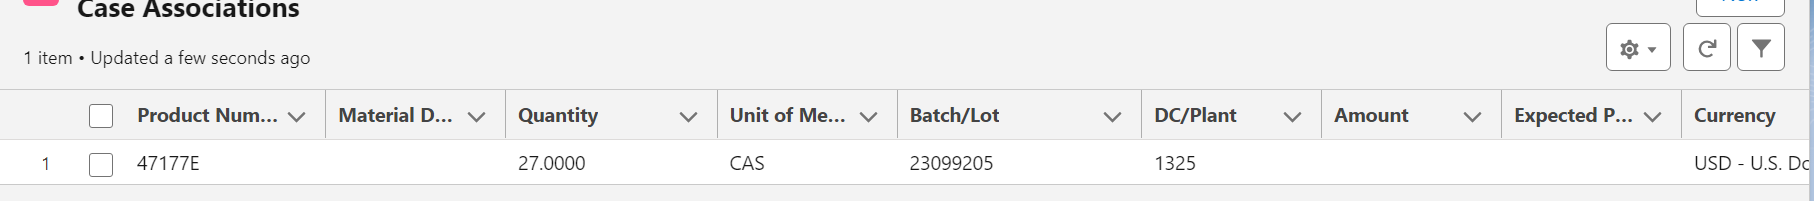 Case Associations
1 item • Updated a few seconds ago
Product Num... Material D... Quantity Unit of Me... Batch/Lot DC/Plant Amount Expected P... Currency
1 47177E 27.0000 CAS 23099205 1325 USD - U.S. Do